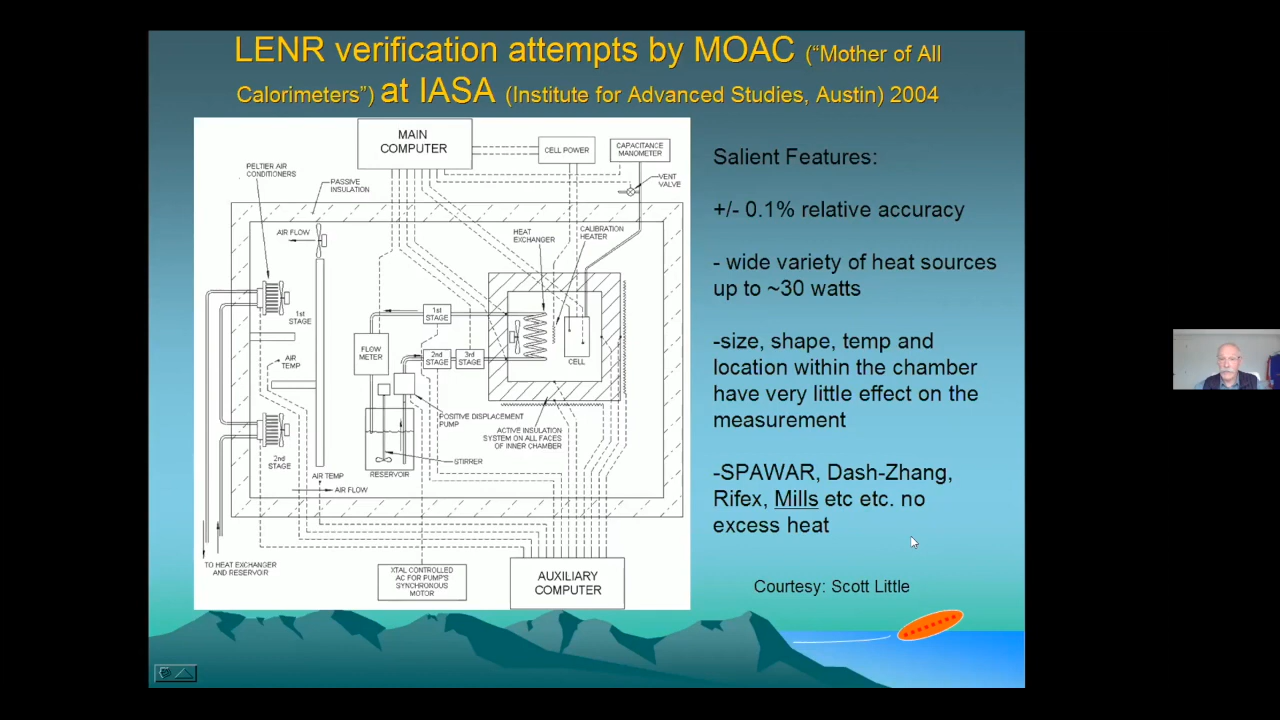 LENR verification attempts by MOAC (“Mother of All
Calorimeters”) at IASA (Institute for Advanced Studies, Austin) 2004
MAIN
COMPUTER
CELL POWER
CAPACITANCE
MANOMETER
PELTIER AIR
CONDITIONERS
PASSIVE
INSULATION
VENT
VALVE
AIR FLOW
HEAT
EXCHANGER
CALIBRATION
HEATER
1st
STAGE
1st
STAGE
FLOW
METER
2nd
STAGE
3rd
STAGE
CELL
AIR
TEMP
POSITIVE DISPLACEMENT
PUMP
ACTIVE INSULATION
SYSTEM ON ALL FACES
OF INNER CHAMBER
2nd
STAGE
STIRRER
RESERVOIR
AIR TEMP
AIR FLOW
TO HEAT EXCHANGER
AND RESERVOIR
XTAL CONTROLLED
AC FOR PUMP'S
SYNCHRONOUS
MOTOR
AUXILIARY
COMPUTER
Salient Features:
+/- 0.1% relative accuracy
- wide variety of heat sources
up to ~30 watts
-size, shape, temp and
location within the chamber
have very little effect on the
measurement
-SPAWAR, Dash-Zhang,
Rifex, Mills etc etc. no
excess heat
Courtesy: Scott Little